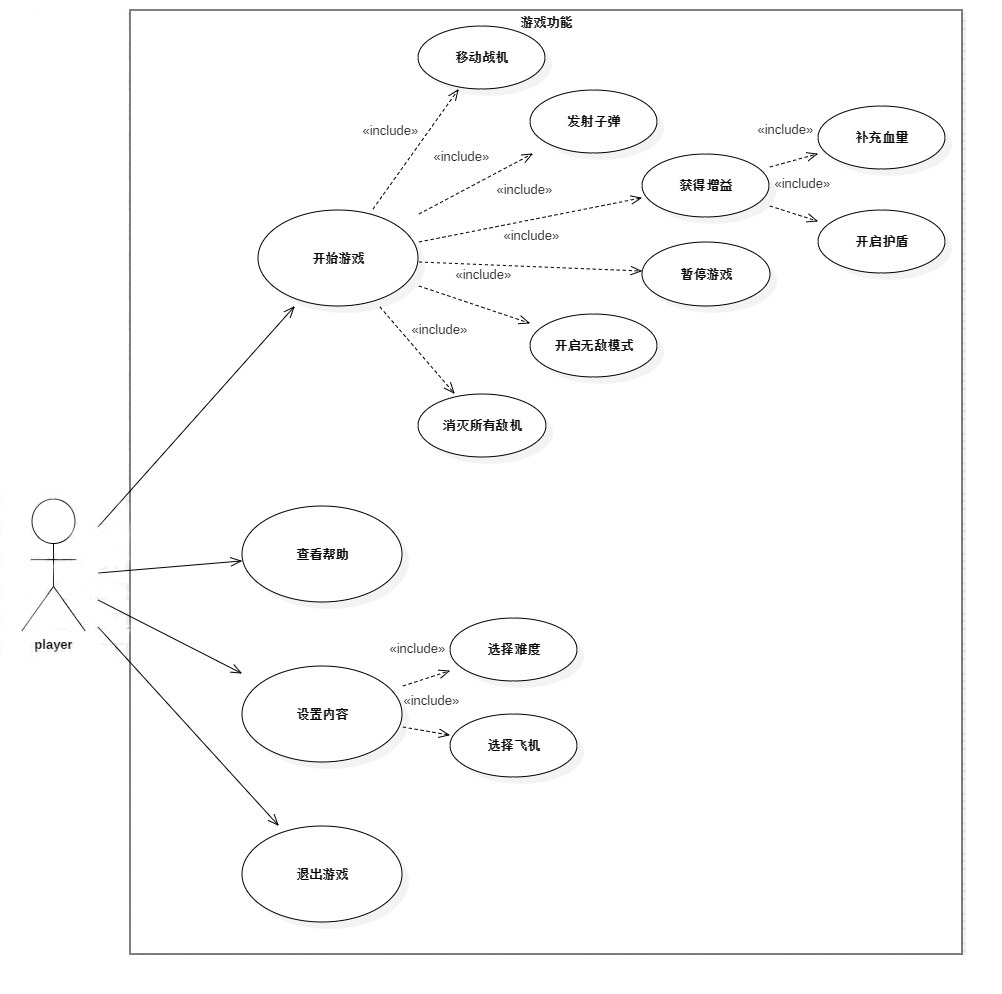 游戏功能
移动战机
«include»
发射子弹
«include»
«include»
补充血量
«include»
获得增益
«include»
开启护盾
«include»
开始游戏
«include»
暂停游戏
«include»
开启无敌模式
消灭所有敌机
player
查看帮助
«include»
选择难度
«include»
设置内容
选择飞机
退出游戏